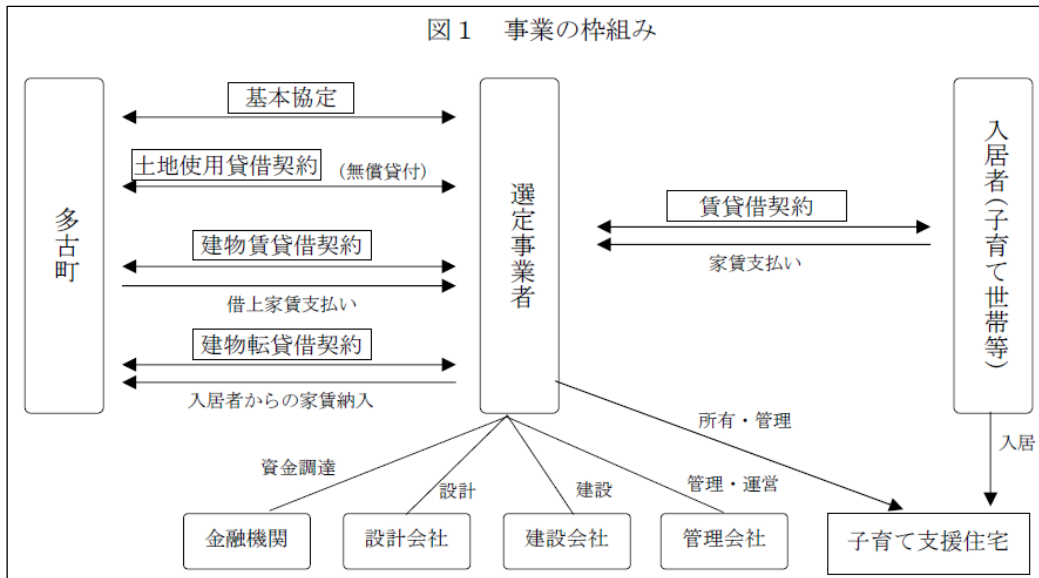 図1 事業の枠組み
多古町
基本協定
土地使用貸借契約 (無償貸付)
建物賃貸借契約
借上家賃支払い
建物転貸借契約
入居者からの家賃納入
選定事業者
賃貸借契約
家賃支払い
入居者(子育て世帯等)
所有・管理
入居
資金調達
設計
建設
管理・運営
金融機関
設計会社
建設会社
管理会社
子育て支援住宅